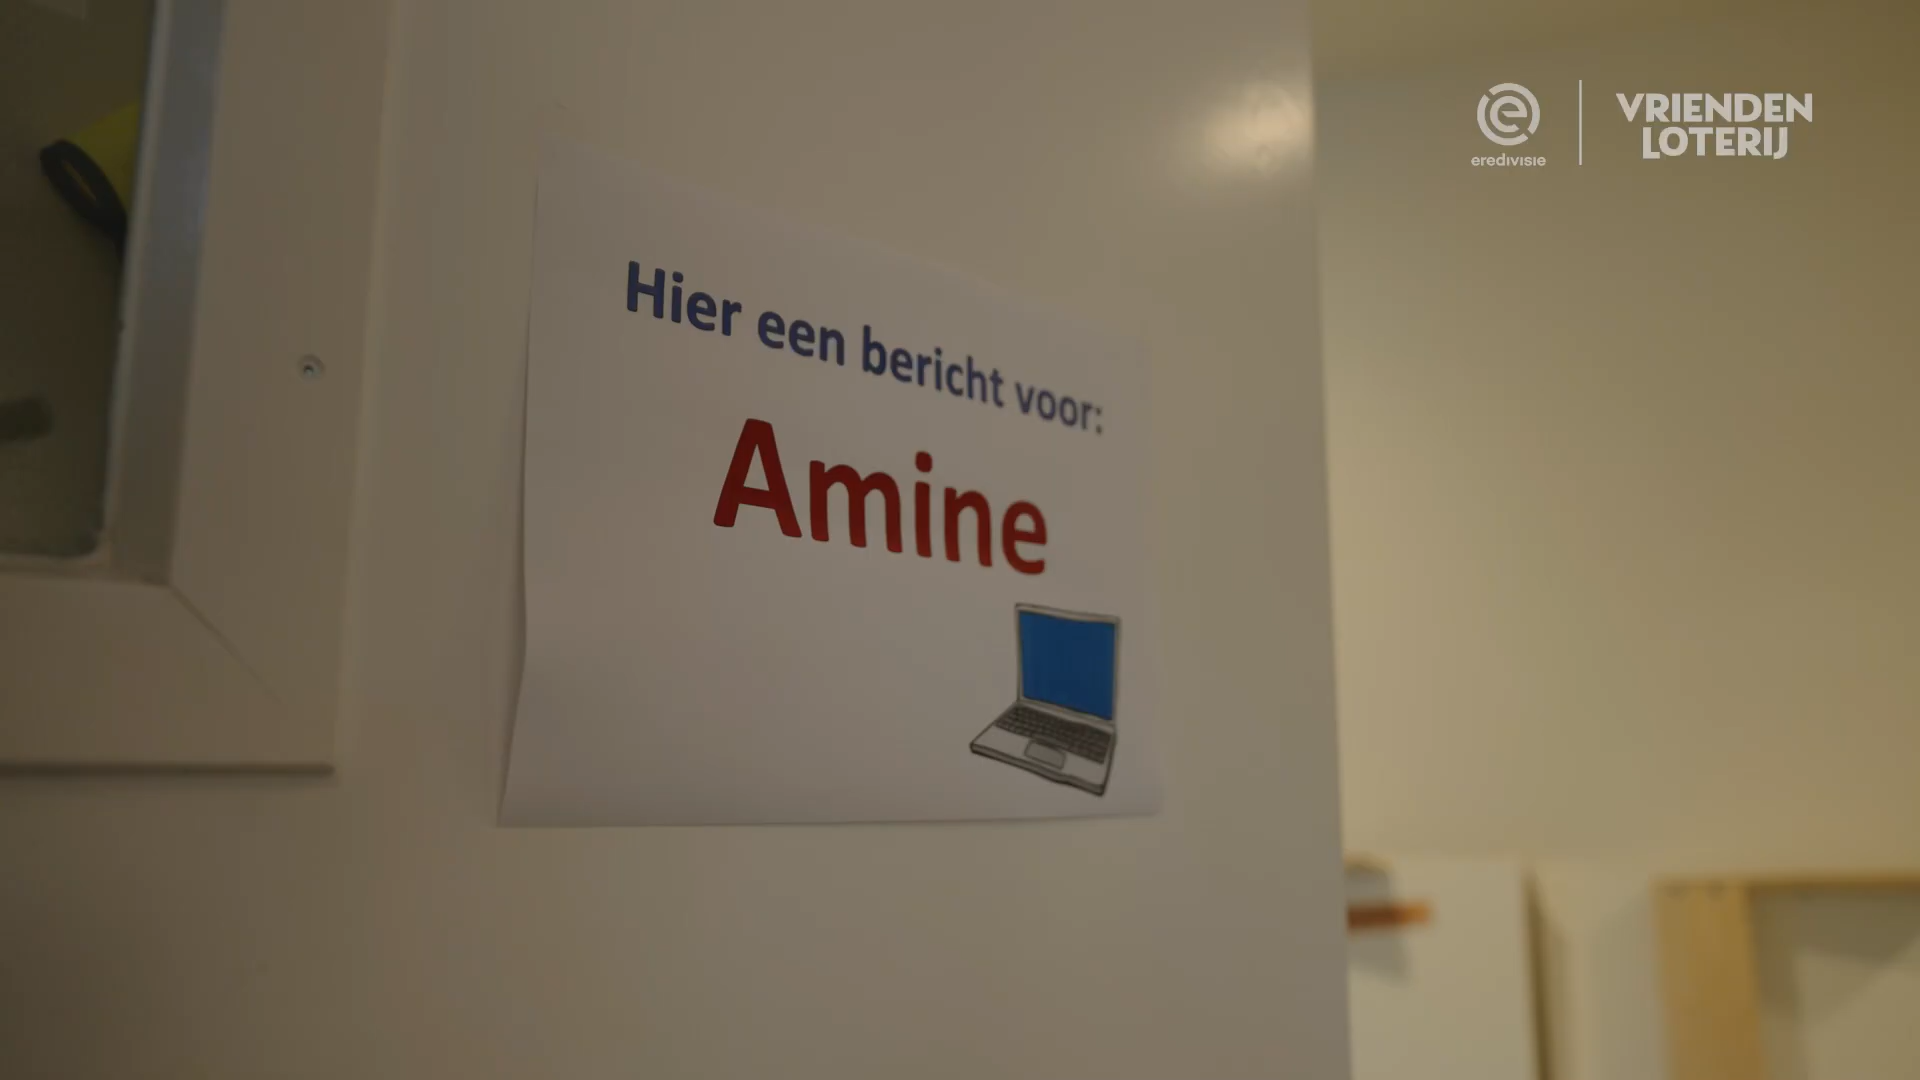 eredivisie
VRIENDEN
LOTERIJ
Hier een bericht voor:
Amine